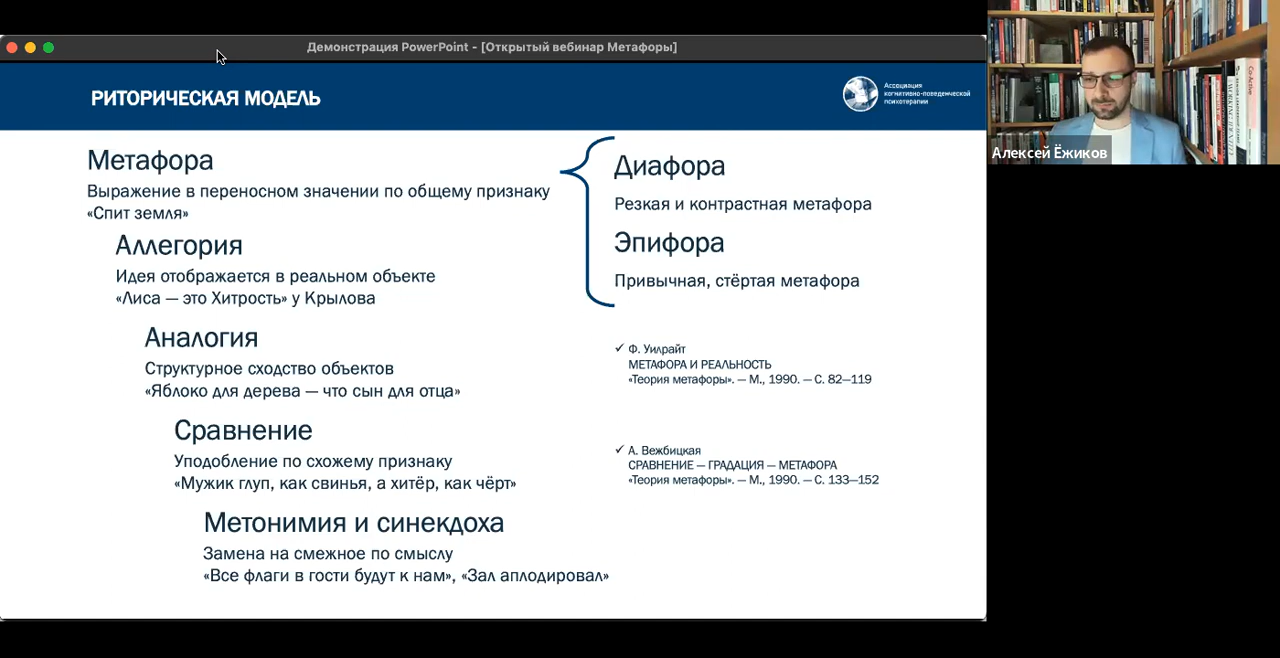 Демонстрация PowerPoint - [Открытый вебинар Метафоры]
РИТОРИЧЕСКАЯ МОДЕЛЬ
Ассоциация
когнитивно-поведенческой
психотерапии
Метафора
Выражение в переносном значении по общему признаку
«Спит земля»
Аллегория
Идея отображается в реальном объекте
«Лиса — это Хитрость» у Крылова
Аналогия
Структурное сходство объектов
«Яблоко для дерева — что сын для отца»
Сравнение
Уподобление по схожему признаку
«Мужик глуп, как свинья, а хитёр, как чёрт»
Метонимия и синекдоха
Замена на смежное по смыслу
«Все флаги в гости будут к нам», «Зал аплодировал»
Диафора
Резкая и контрастная метафора
Эпифора
Привычная, стёртая метафора
✓ Ф. Уилрайт
МЕТАФОРА И РЕАЛЬНОСТЬ
«Теория метафоры». — М., 1990. — С. 82—119
✓ А. Вежбицкая
СРАВНЕНИЕ — ГРАДАЦИЯ — МЕТАФОРА
«Теория метафоры». — М., 1990. — С. 133—152
Алексей Ёжиков
Co-Active